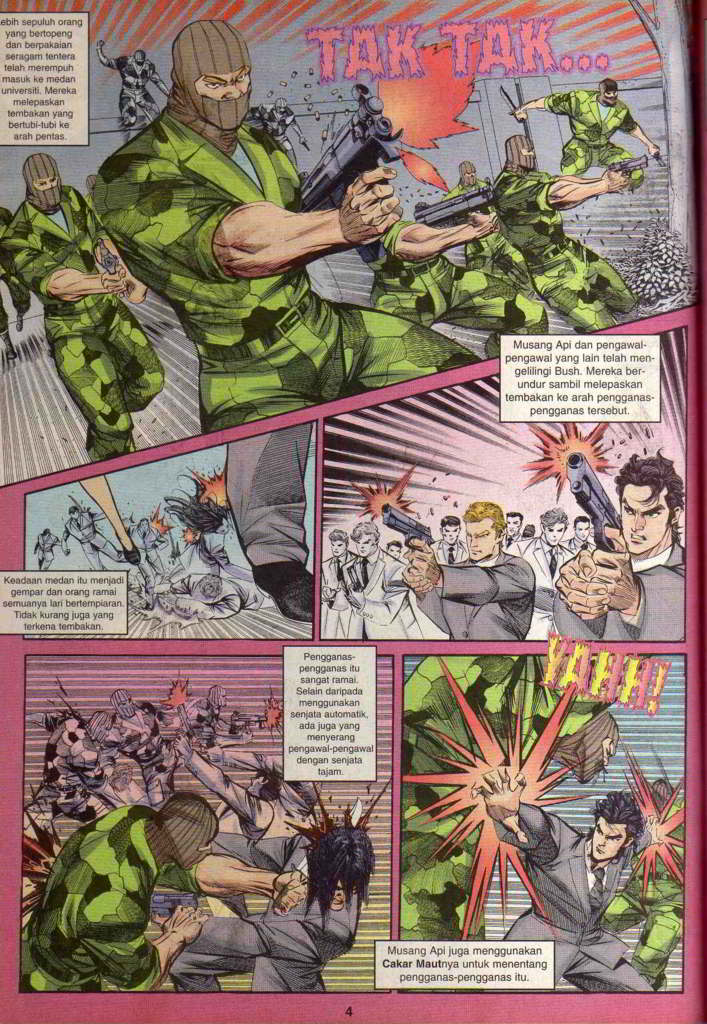 lebih sepuluh orang
yang bertopeng
dan berpakaian
seragam tentera
telah merempuh
masuk ke medan
universiti. Mereka
melepaskan
tembakan yang
bertubi-tubi ke
arah pentas.
TAK TAK...
Musang Api dan pengawal-
pengawal yang lain telah men-
gelilingi Bush. Mereka ber-
undur sambil melepaskan
tembakan ke arah pengganas-
pengganas tersebut.
Keadaan medan itu menjadi
gempar dan orang ramai
semuanya lari bertempiaran.
Tidak kurang juga yang
terkena tembakan.
Pengganas-
pengganas itu
sangat ramai.
Selain daripada
menggunakan
senjata automatik,
ada juga yang
menyerang
pengawal-pengawal
dengan senjata
tajam.
YAHH!
Musang Api juga menggunakan
Cakar Mautnya untuk menentang
pengganas-pengganas itu.
4